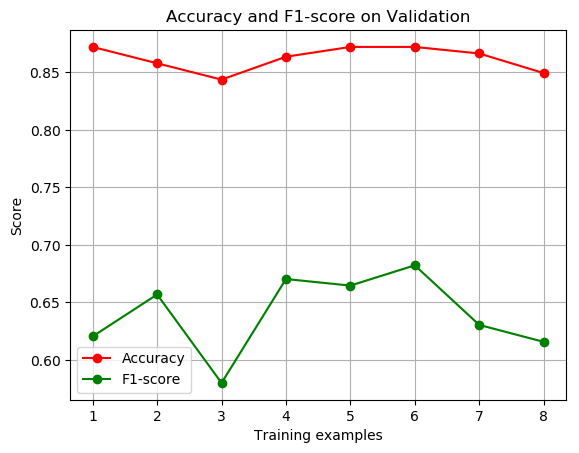 Accuracy and F1-score on Validation
Score
0.85
0.80
0.75
0.70
0.65
0.60
Accuracy
F1-score
1 2 3 4 5 6 7 8
Training examples